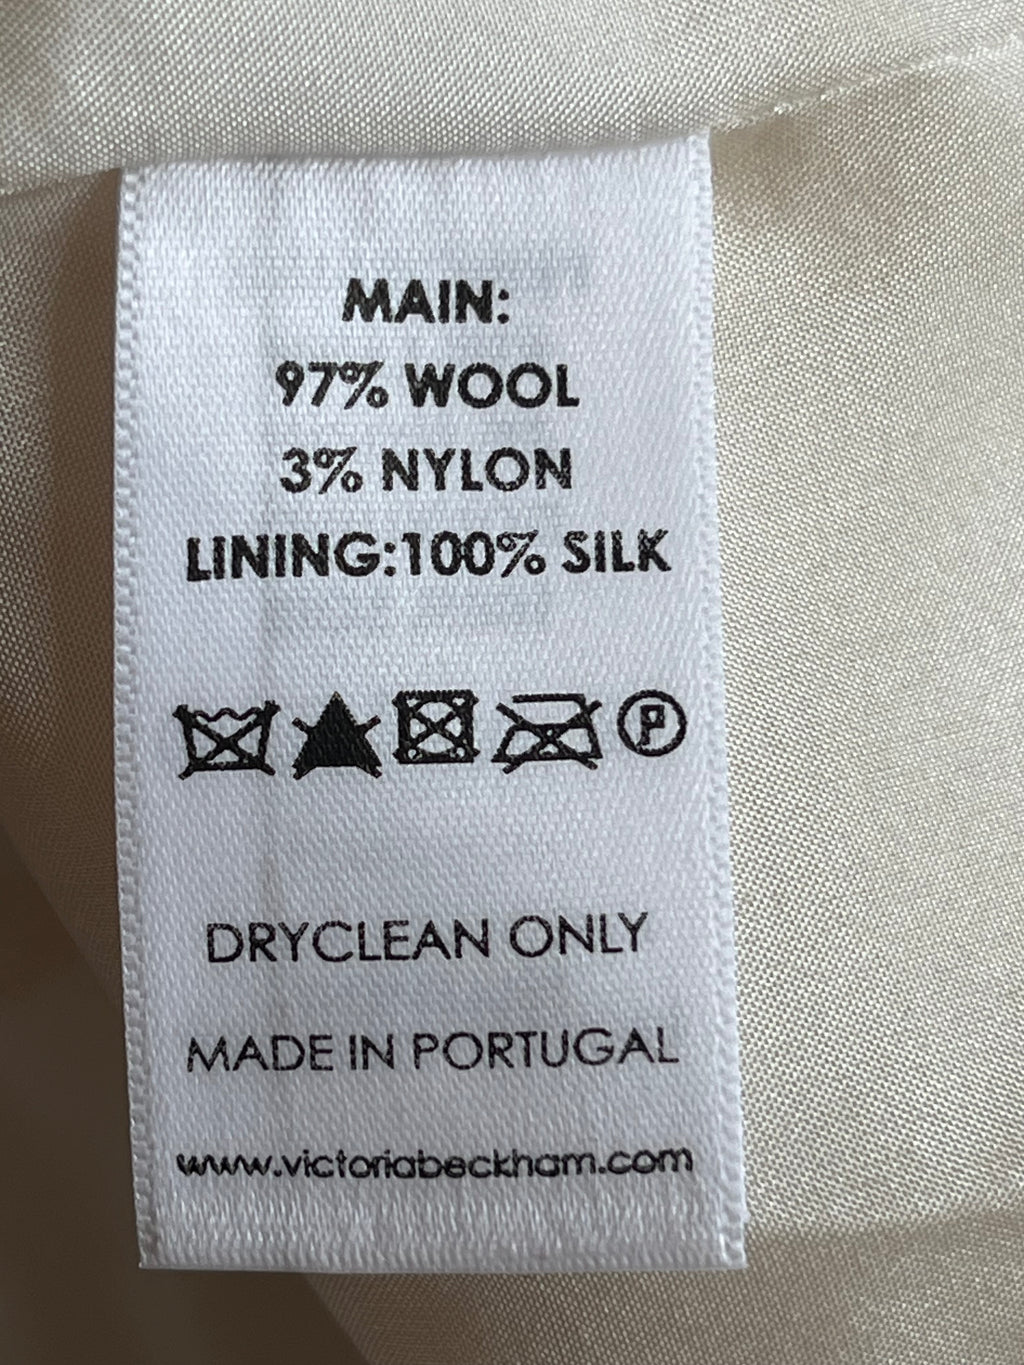 MAIN:
97% WOOL
3% NYLON
LINING:100% SILK
P
DRYCLEAN ONLY
MADE IN PORTUGAL
www.victoriabeckham.com